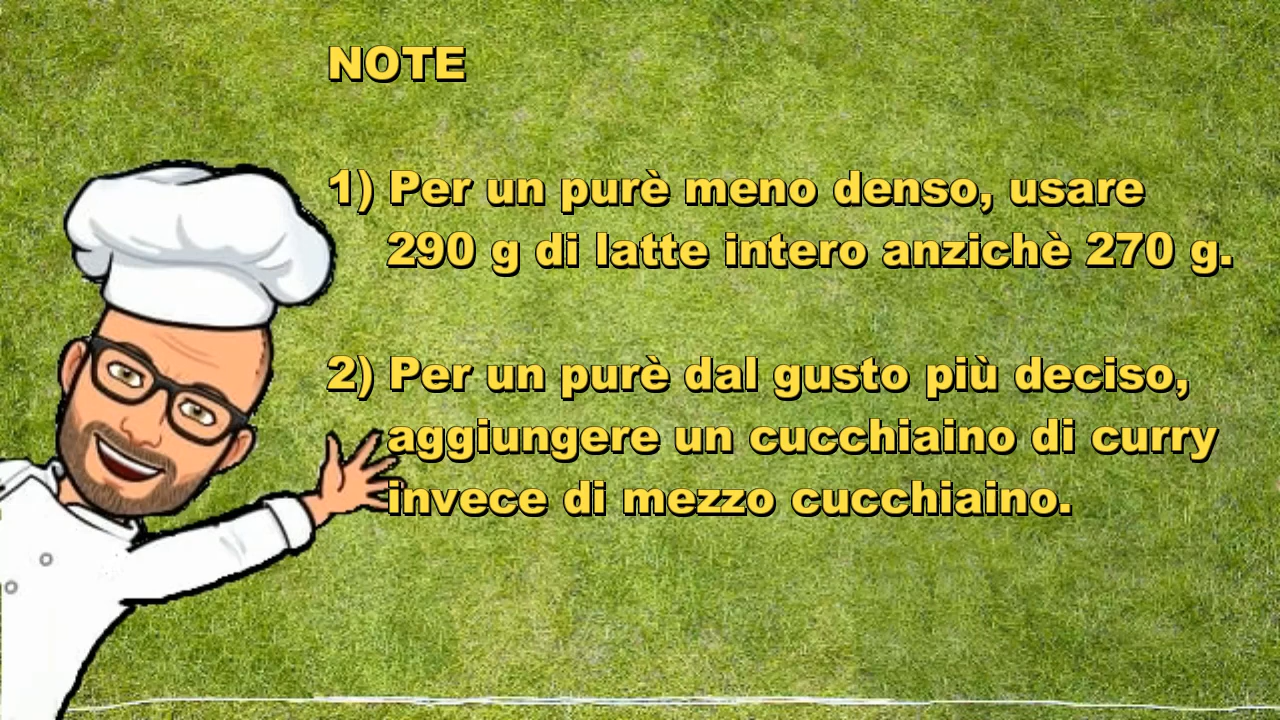 NOTE
1) Per un purè meno denso, usare
290 g di latte intero anzichè 270 g.
2) Per un purè dal gusto più deciso,
aggiungere un cucchiaino di curry
invece di mezzo cucchiaino.